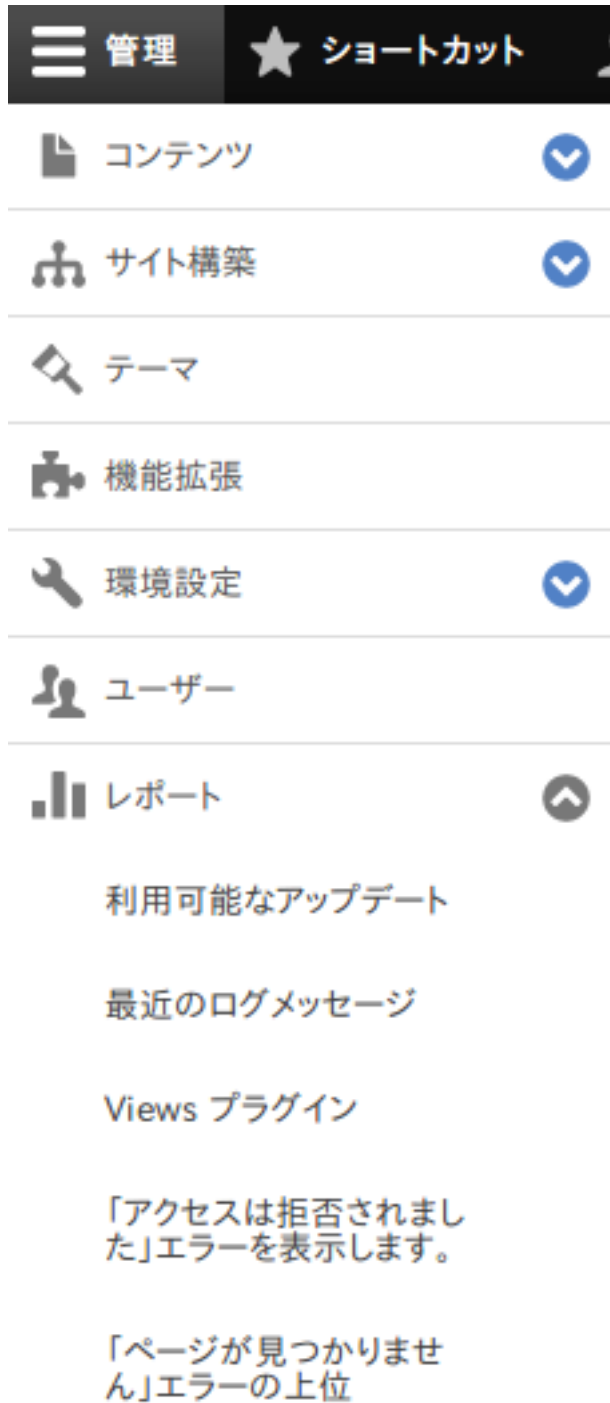 管理 ショートカット
コンテンツ
サイト構築
テーマ
機能拡張
環境設定
ユーザー
レポート
利用可能なアップデート
最近のログメッセージ
Views プラグイン
「アクセスは拒否されまし
た」エラーを表示します。
「ページが見つかりませ
ん」エラーの上位